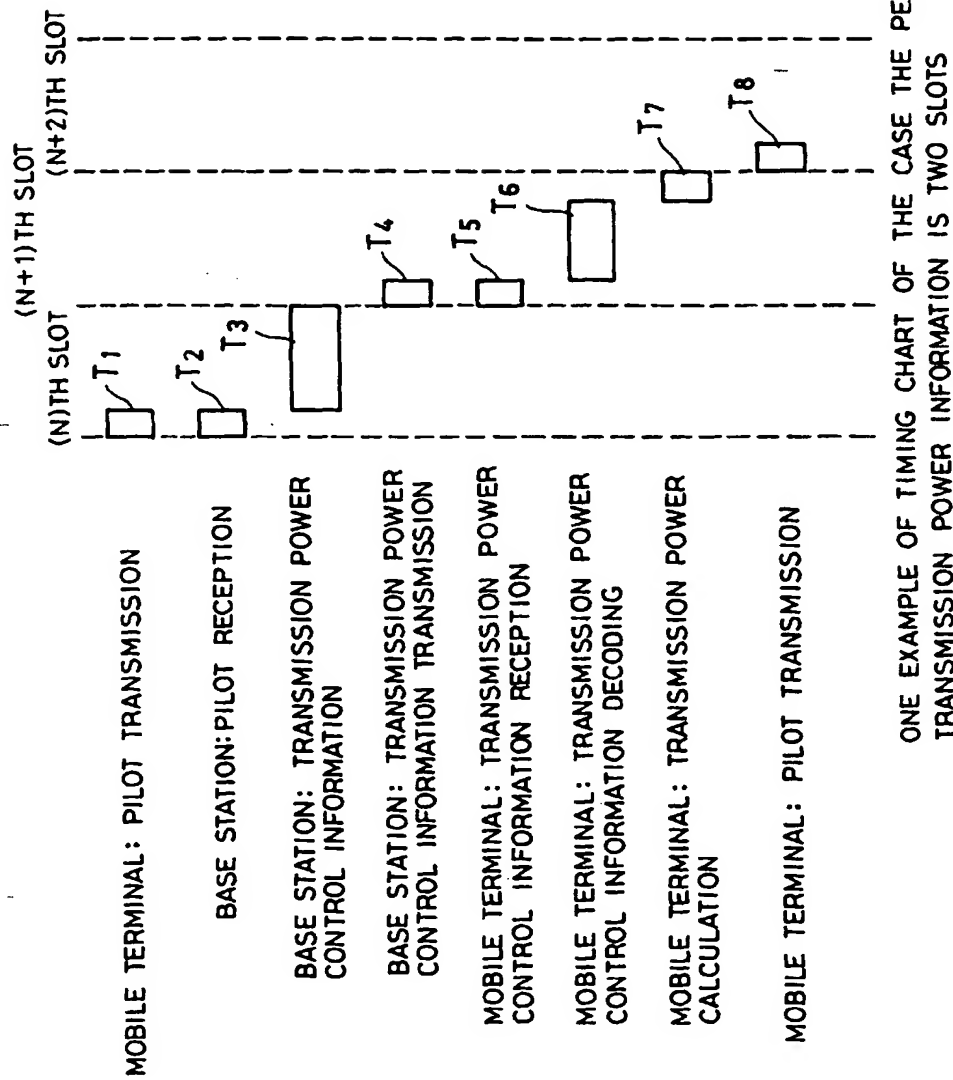 (N+1)TH SLOT
(N)TH SLOT
(N+2)TH SLOT
MOBILE TERMINAL: PILOT TRANSMISSION
T1
BASE STATION:PILOT RECEPTION
T2
BASE STATION: TRANSMISSION POWER
CONTROL INFORMATION
T3
BASE STATION: TRANSMISSION POWER
CONTROL INFORMATION TRANSMISSION
T4
MOBILE TERMINAL: TRANSMISSION POWER
CONTROL INFORMATION RECEPTION
T5
MOBILE TERMINAL: TRANSMISSION POWER
CONTROL INFORMATION DECODING
T6
MOBILE TERMINAL: TRANSMISSION POWER
CALCULATION
T7
MOBILE TERMINAL: PILOT TRANSMISSION
T8
ONE EXAMPLE OF TIMING CHART OF THE CASE THE PE
TRANSMISSION POWER INFORMATION IS TWO SLOTS